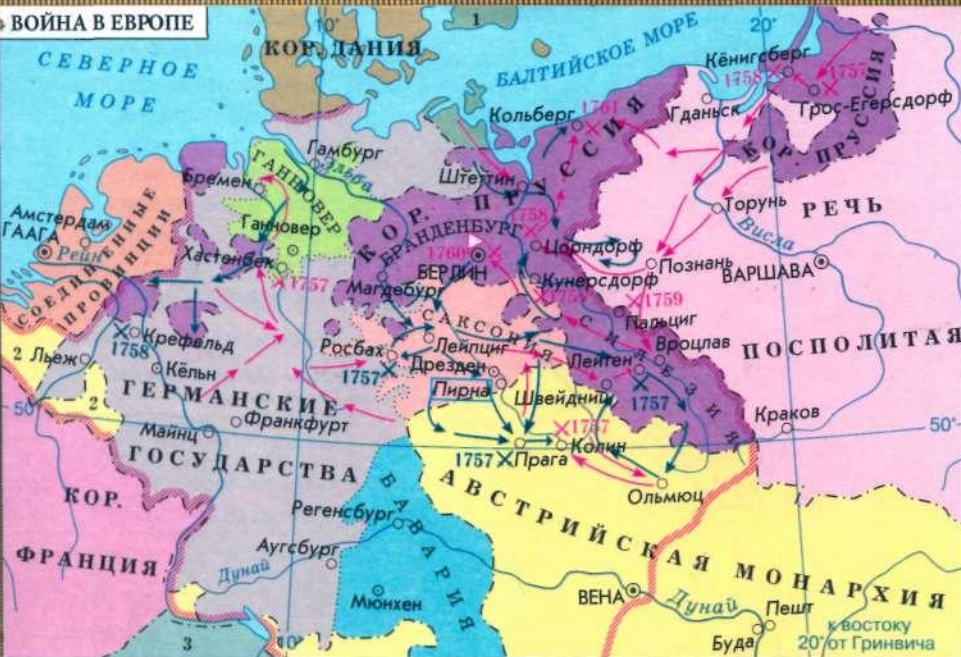 ВОЙНА В ЕВРОПЕ
10°
1
20°
СЕВЕРНОЕ
МОРЕ
КОР. ДАНИЯ
БАЛТИЙСКОЕ МОРЕ
Кёнигсберг
1758
1757
Грос-Егерсдорф
Гданьск
Кольберг
1761
КОР. ПРУССИЯ
КОР. ПРУССИЯ
Гамбург
Эльба
Бремен
ГАННОВЕР
Ганновер
Штеттин
1758
БРАНДЕНБУРГ
Торунь
РЕЧЬ
Висла
Амстердам
ГААГА
Рейн
СОЕДИНЕННЫЕ
ПРОВИНЦИИ
Хастенбек
1757
1760
БЕРЛИН
Магдебург
Цорндорф
Познань
ВАРШАВА
Кунерсдорф
1759
1759
Пальциг
САКСОНИЯ
СИЛЕЗИЯ
Крефельд
1758
Росбах
1757
Лейпциг
Дрезден
Пирна
Лейтен
Вроцлав
1757
ПОСПОЛИТАЯ
2
Льеж
Кёльн
2
ГЕРМАНСКИЕ
Швейдниц
Краков
50°
50°
Майнц
Франкфурт
1757
Колин
1757
Прага
ГОСУДАРСТВА
Ольмюц
КОР.
ФРАНЦИЯ
Регенсбург
БАВАРИЯ
АВСТРИЙСКАЯ МОНАРХИЯ
Аугсбург
Дунай
Мюнхен
ВЕНА
Дунай
Пешт
Буда
3
10°
к востоку
20° от Гринвича